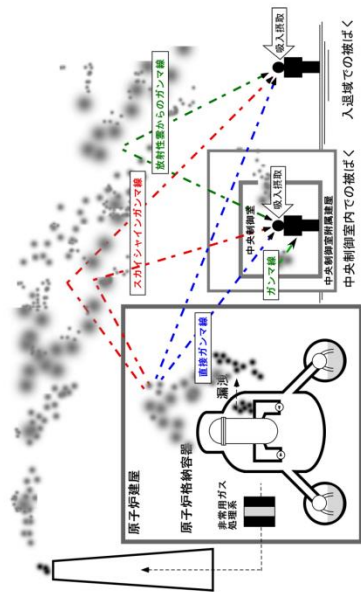 スカイシャインガンマ線
放射性雲からのガンマ線
原子炉建屋
原子炉格納容器
漏洩
直接ガンマ線
非常用ガス
処理系
中央制御室
吸入摂取
ガンマ線
中央制御室附属建屋
中央制御室内での被ばく
吸入摂取
入退域での被ばく